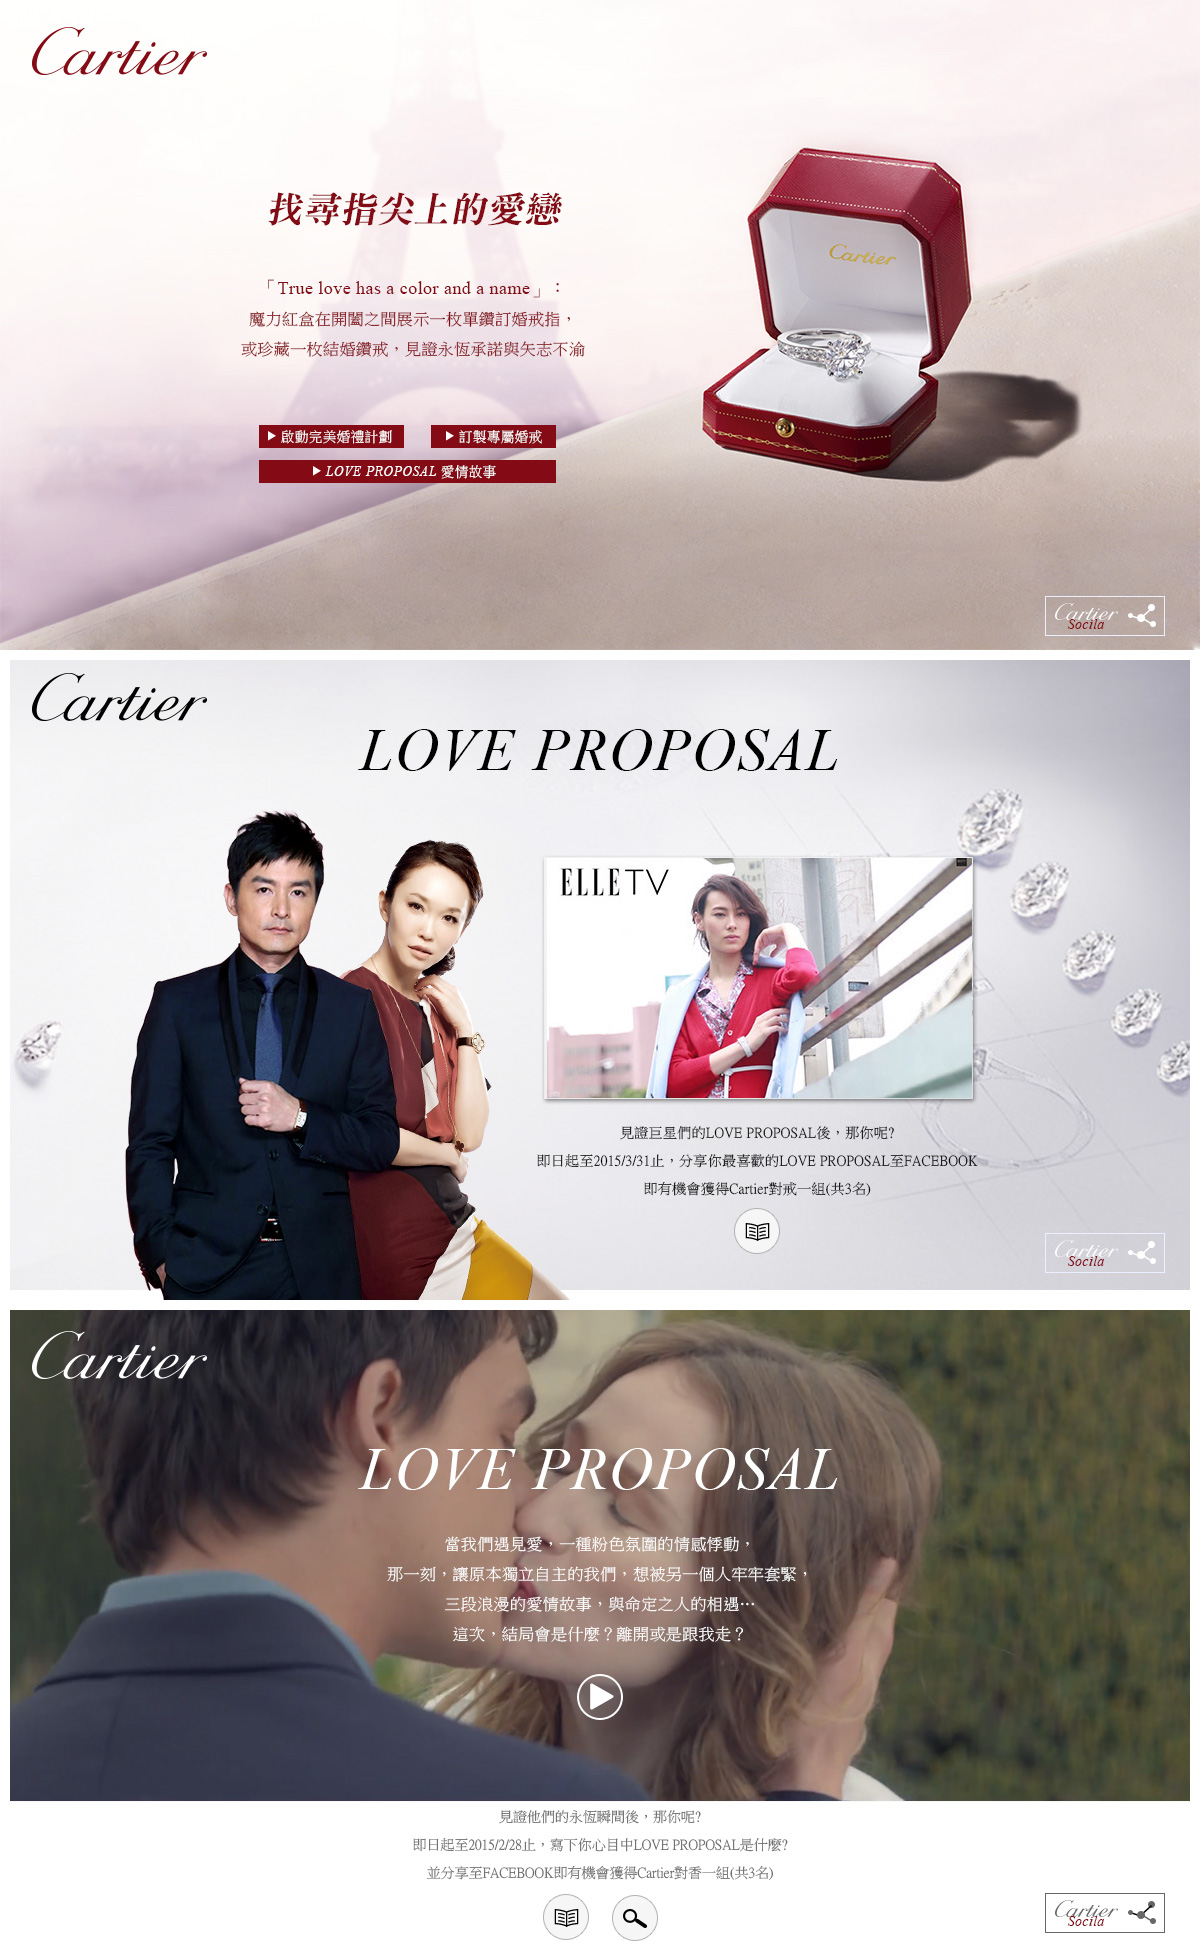 Cartier
找尋指尖上的愛戀
Cartier
「True love has a color and a name」：
魔力紅盒在開闔之間展示一枚單鑽訂婚戒指，
或珍藏一枚結婚鑽戒，見證永恆承諾與矢志不渝
啟動完美婚禮計劃
訂製專屬婚戒
LOVE PROPOSAL 愛情故事
Cartier
Socila
Cartier
LOVE PROPOSAL
ELLE TV
見證巨星們的LOVE PROPOSAL後，那你呢?
即日起至2015/3/31止，分享你最喜歡的LOVE PROPOSAL至FACEBOOK
即有機會獲得Cartier對戒一組(共3名)
Cartier
Socila
Cartier
LOVE PROPOSAL
當我們遇見愛，一種粉色氛圍的情感悸動，
那一刻，讓原本獨立自主的我們，想被另一個人牢牢套緊，
三段浪漫的愛情故事，與命定之人的相遇…
這次，結局會是什麼？離開或是跟我走？
見證他們的永恆瞬間後，那你呢?
即日起至2015/2/28止，寫下你心目中LOVE PROPOSAL是什麼?
並分享至FACEBOOK即有機會獲得Cartier對香一組(共3名)
Cartier
Socila